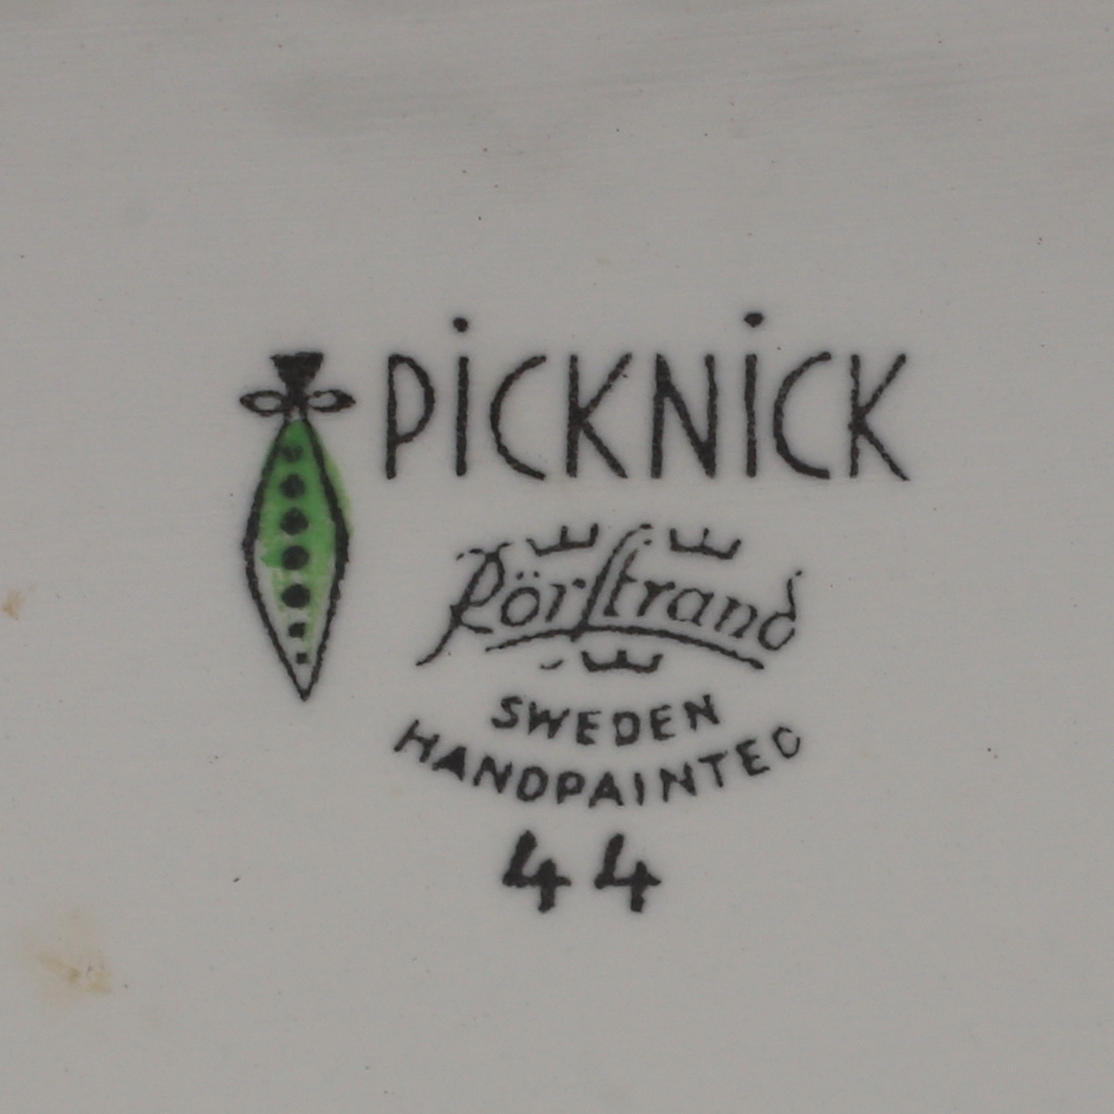 PiCKNiCK
Rörstrand
SWEDEN
HANDPAINTED
44